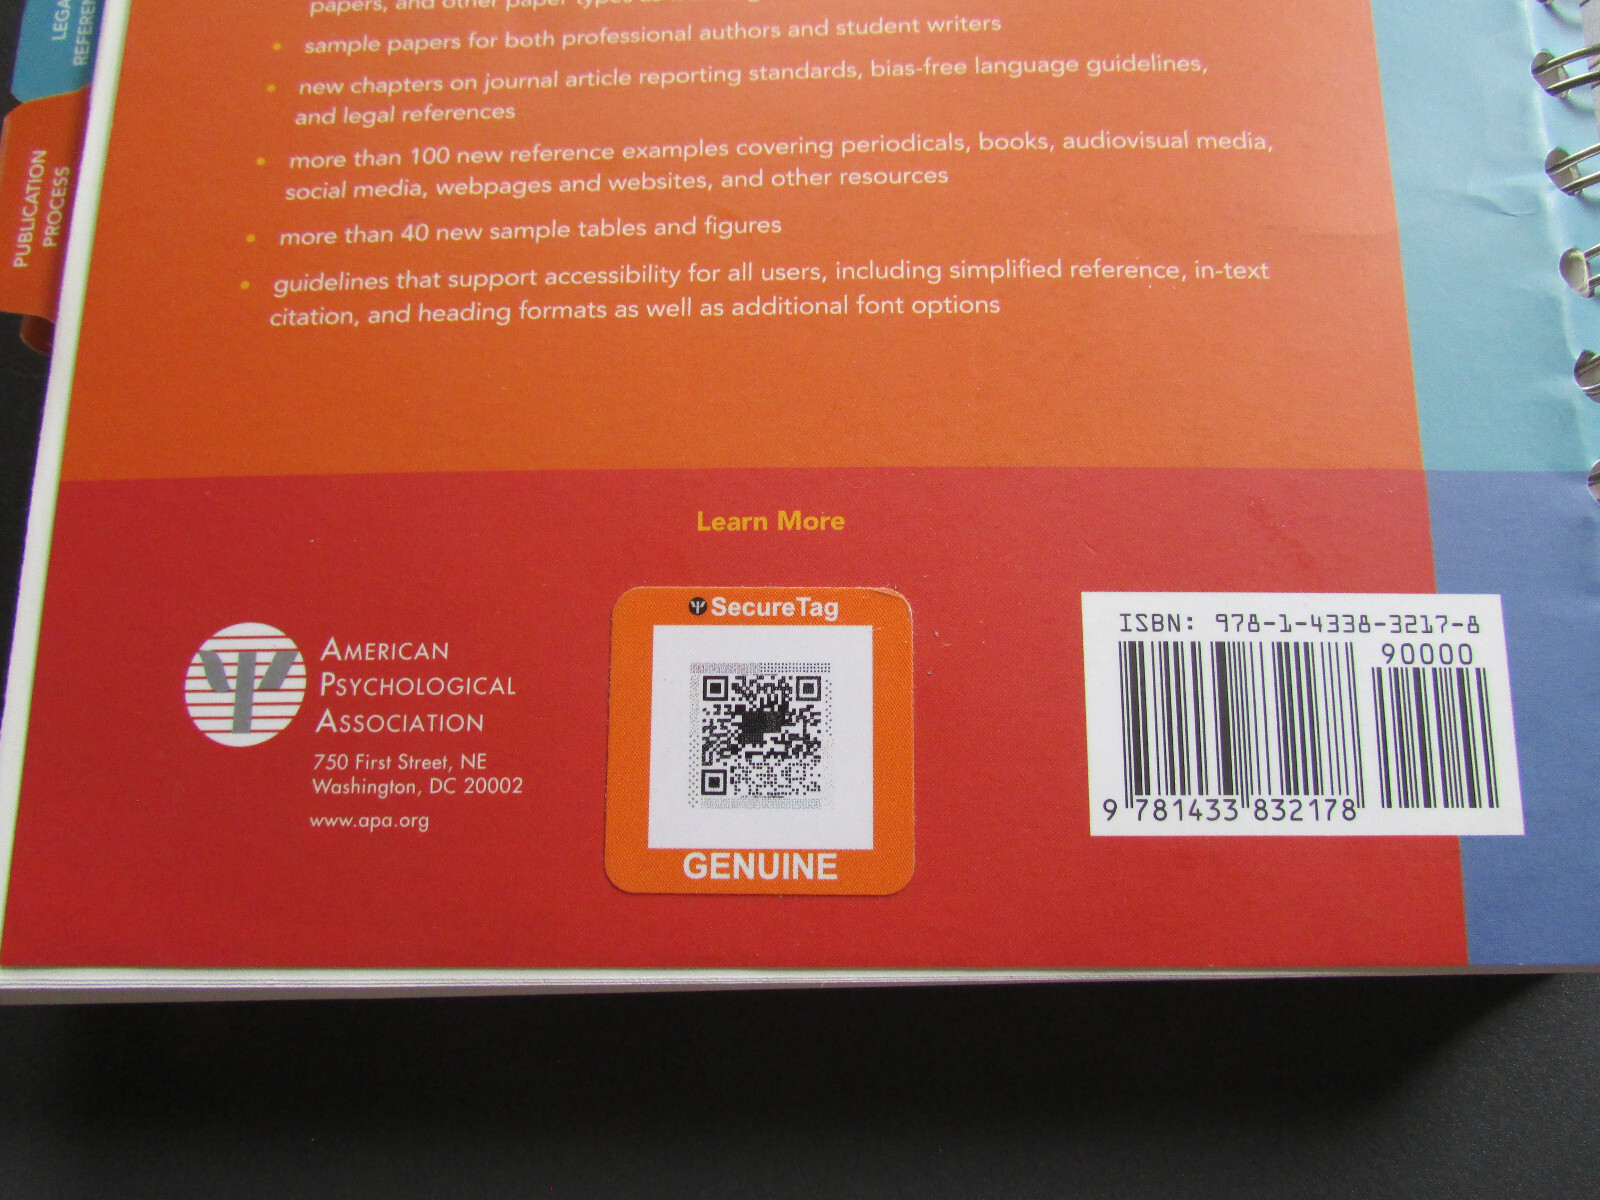 papers, and other paper types
• sample papers for both professional authors and student writers
• new chapters on journal article reporting standards, bias-free language guidelines,
and legal references
• more than 100 new reference examples covering periodicals, books, audiovisual media,
social media, webpages and websites, and other resources
• more than 40 new sample tables and figures
• guidelines that support accessibility for all users, including simplified reference, in-text
citation, and heading formats as well as additional font options
PUBLICATION
PROCESS
Learn More
AMERICAN
PSYCHOLOGICAL
ASSOCIATION
750 First Street, NE
Washington, DC 20002
www.apa.org
SecureTag
GENUINE
ISBN: 978-1-4338-3217-8
90000
9 781433 832178